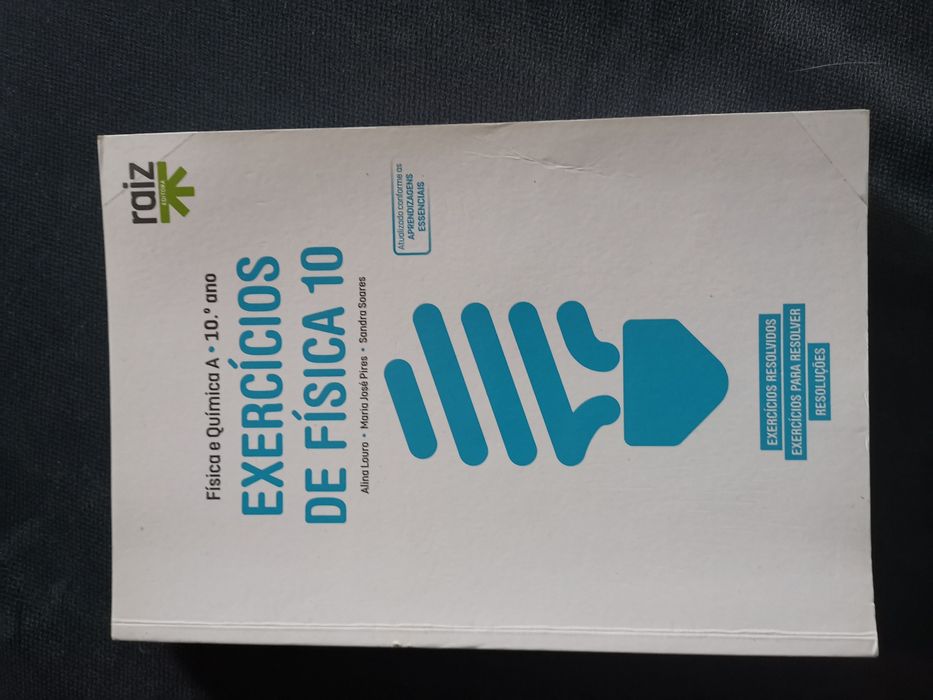 raiz
EDITORA
Física e Química A • 10.º ano
EXERCÍCIOS
DE FÍSICA 10
Alina Louro • Maria José Pires • Sandra Soares
Atualizado conforme as
APRENDIZAGENS
ESSENCIAIS
EXERCÍCIOS RESOLVIDOS
EXERCÍCIOS PARA RESOLVER
RESOLUÇÕES